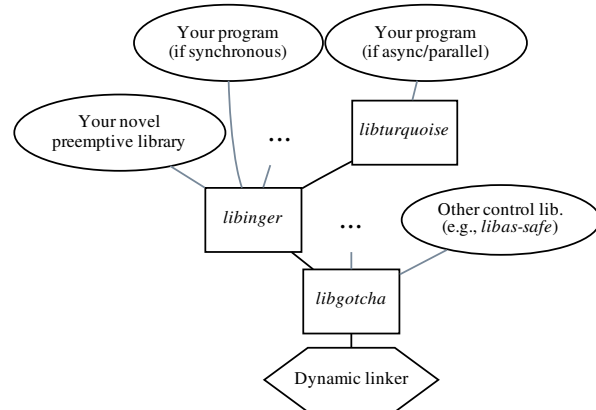 Your program
(if synchronous)
Your program
(if async/parallel)
Your novel
preemptive library
...
libturquoise
libinger
...
Other control lib.
(e.g., libas-safe)
libgotcha
Dynamic linker